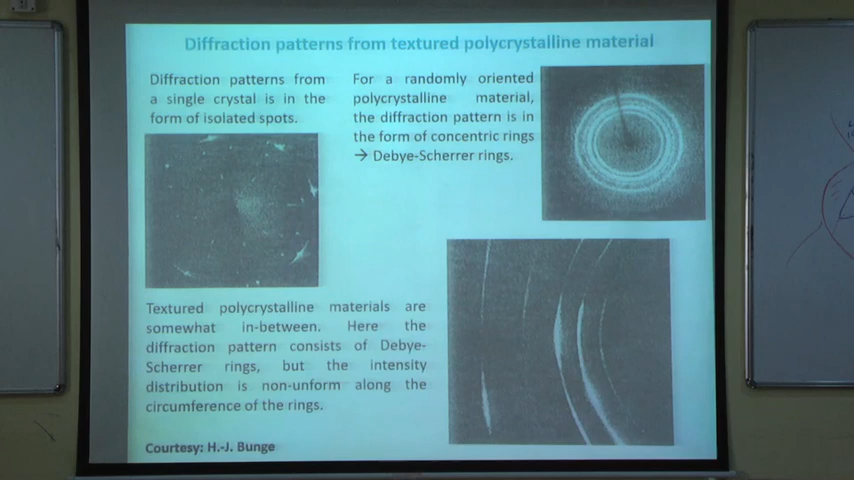 Diffraction patterns from textured polycrystalline material
Diffraction patterns from
a single crystal is in the
form of isolated spots.
For a randomly oriented
polycrystalline material,
the diffraction pattern is in
the form of concentric rings
→ Debye-Scherrer rings.
Textured polycrystalline materials are
somewhat in-between. Here the
diffraction pattern consists of Debye-
Scherrer rings, but the intensity
distribution is non-unform along the
circumference of the rings.
Courtesy: H.-J. Bunge